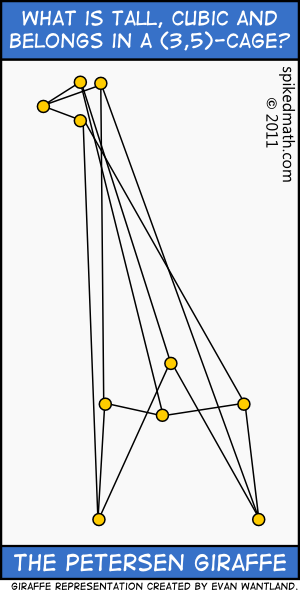 WHAT IS TALL, CUBIC AND
BELONGS IN A (3,5)-CAGE?
spikedmath.com
© 2011
THE PETERSEN GIRAFFE
GIRAFFE REPRESENTATION CREATED BY EVAN WANTLAND.